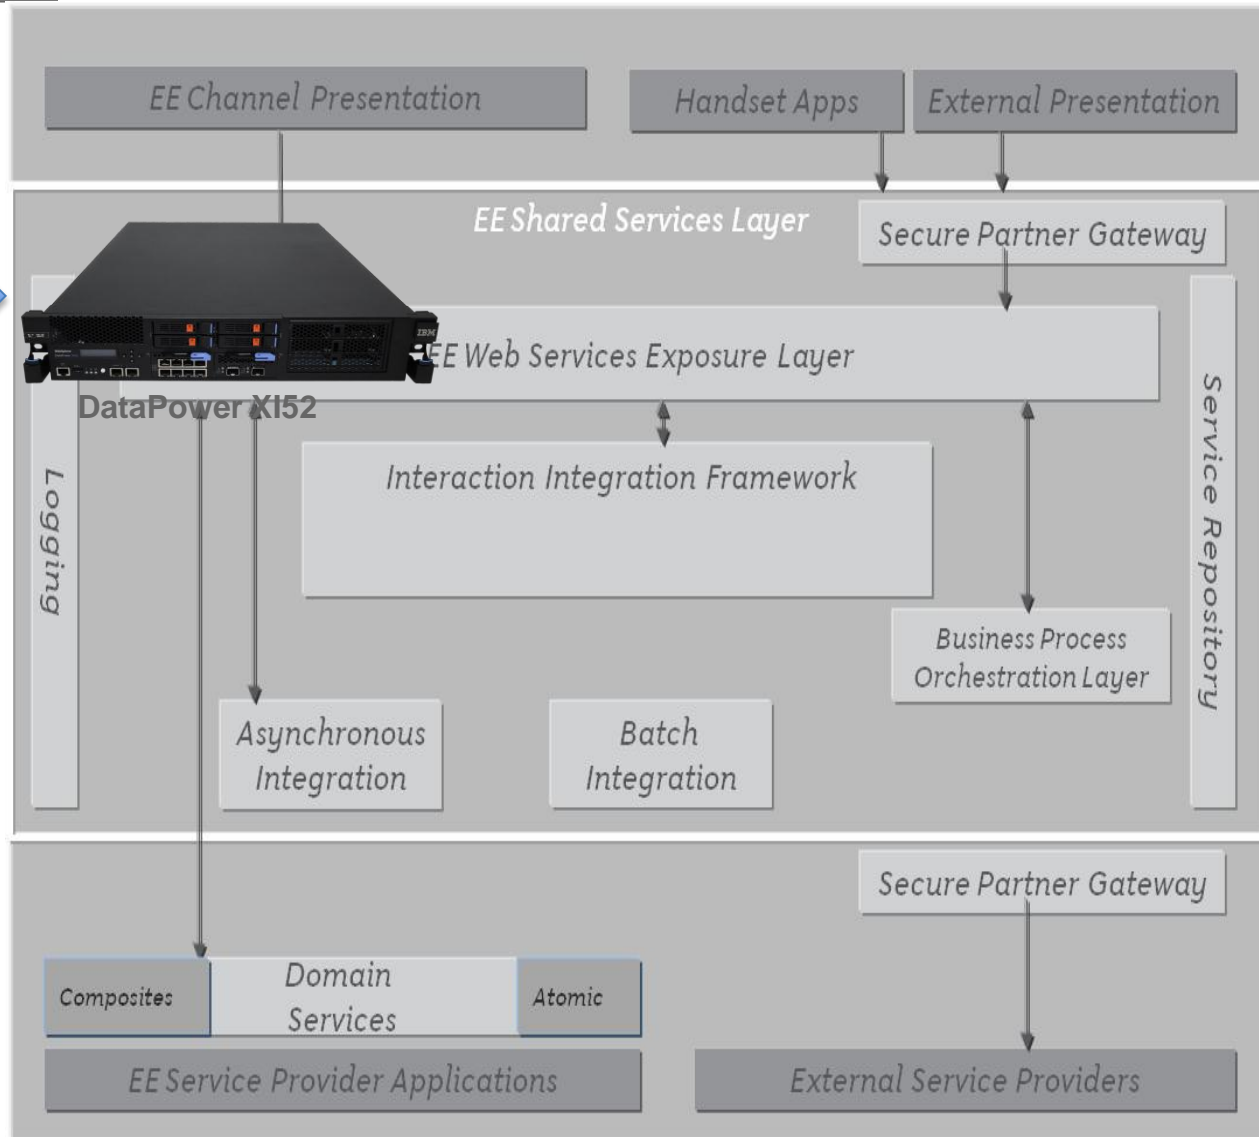 EE Channel Presentation
Handset Apps
External Presentation
EE Shared Services Layer
Secure Partner Gateway
IBM
EE Web Services Exposure Layer
DataPower XI52
Interaction Integration Framework
Logging
Service Repository
Business Process
Orchestration Layer
Asynchronous
Integration
Batch
Integration
Secure Partner Gateway
Composites
Domain
Services
Atomic
EE Service Provider Applications
External Service Providers